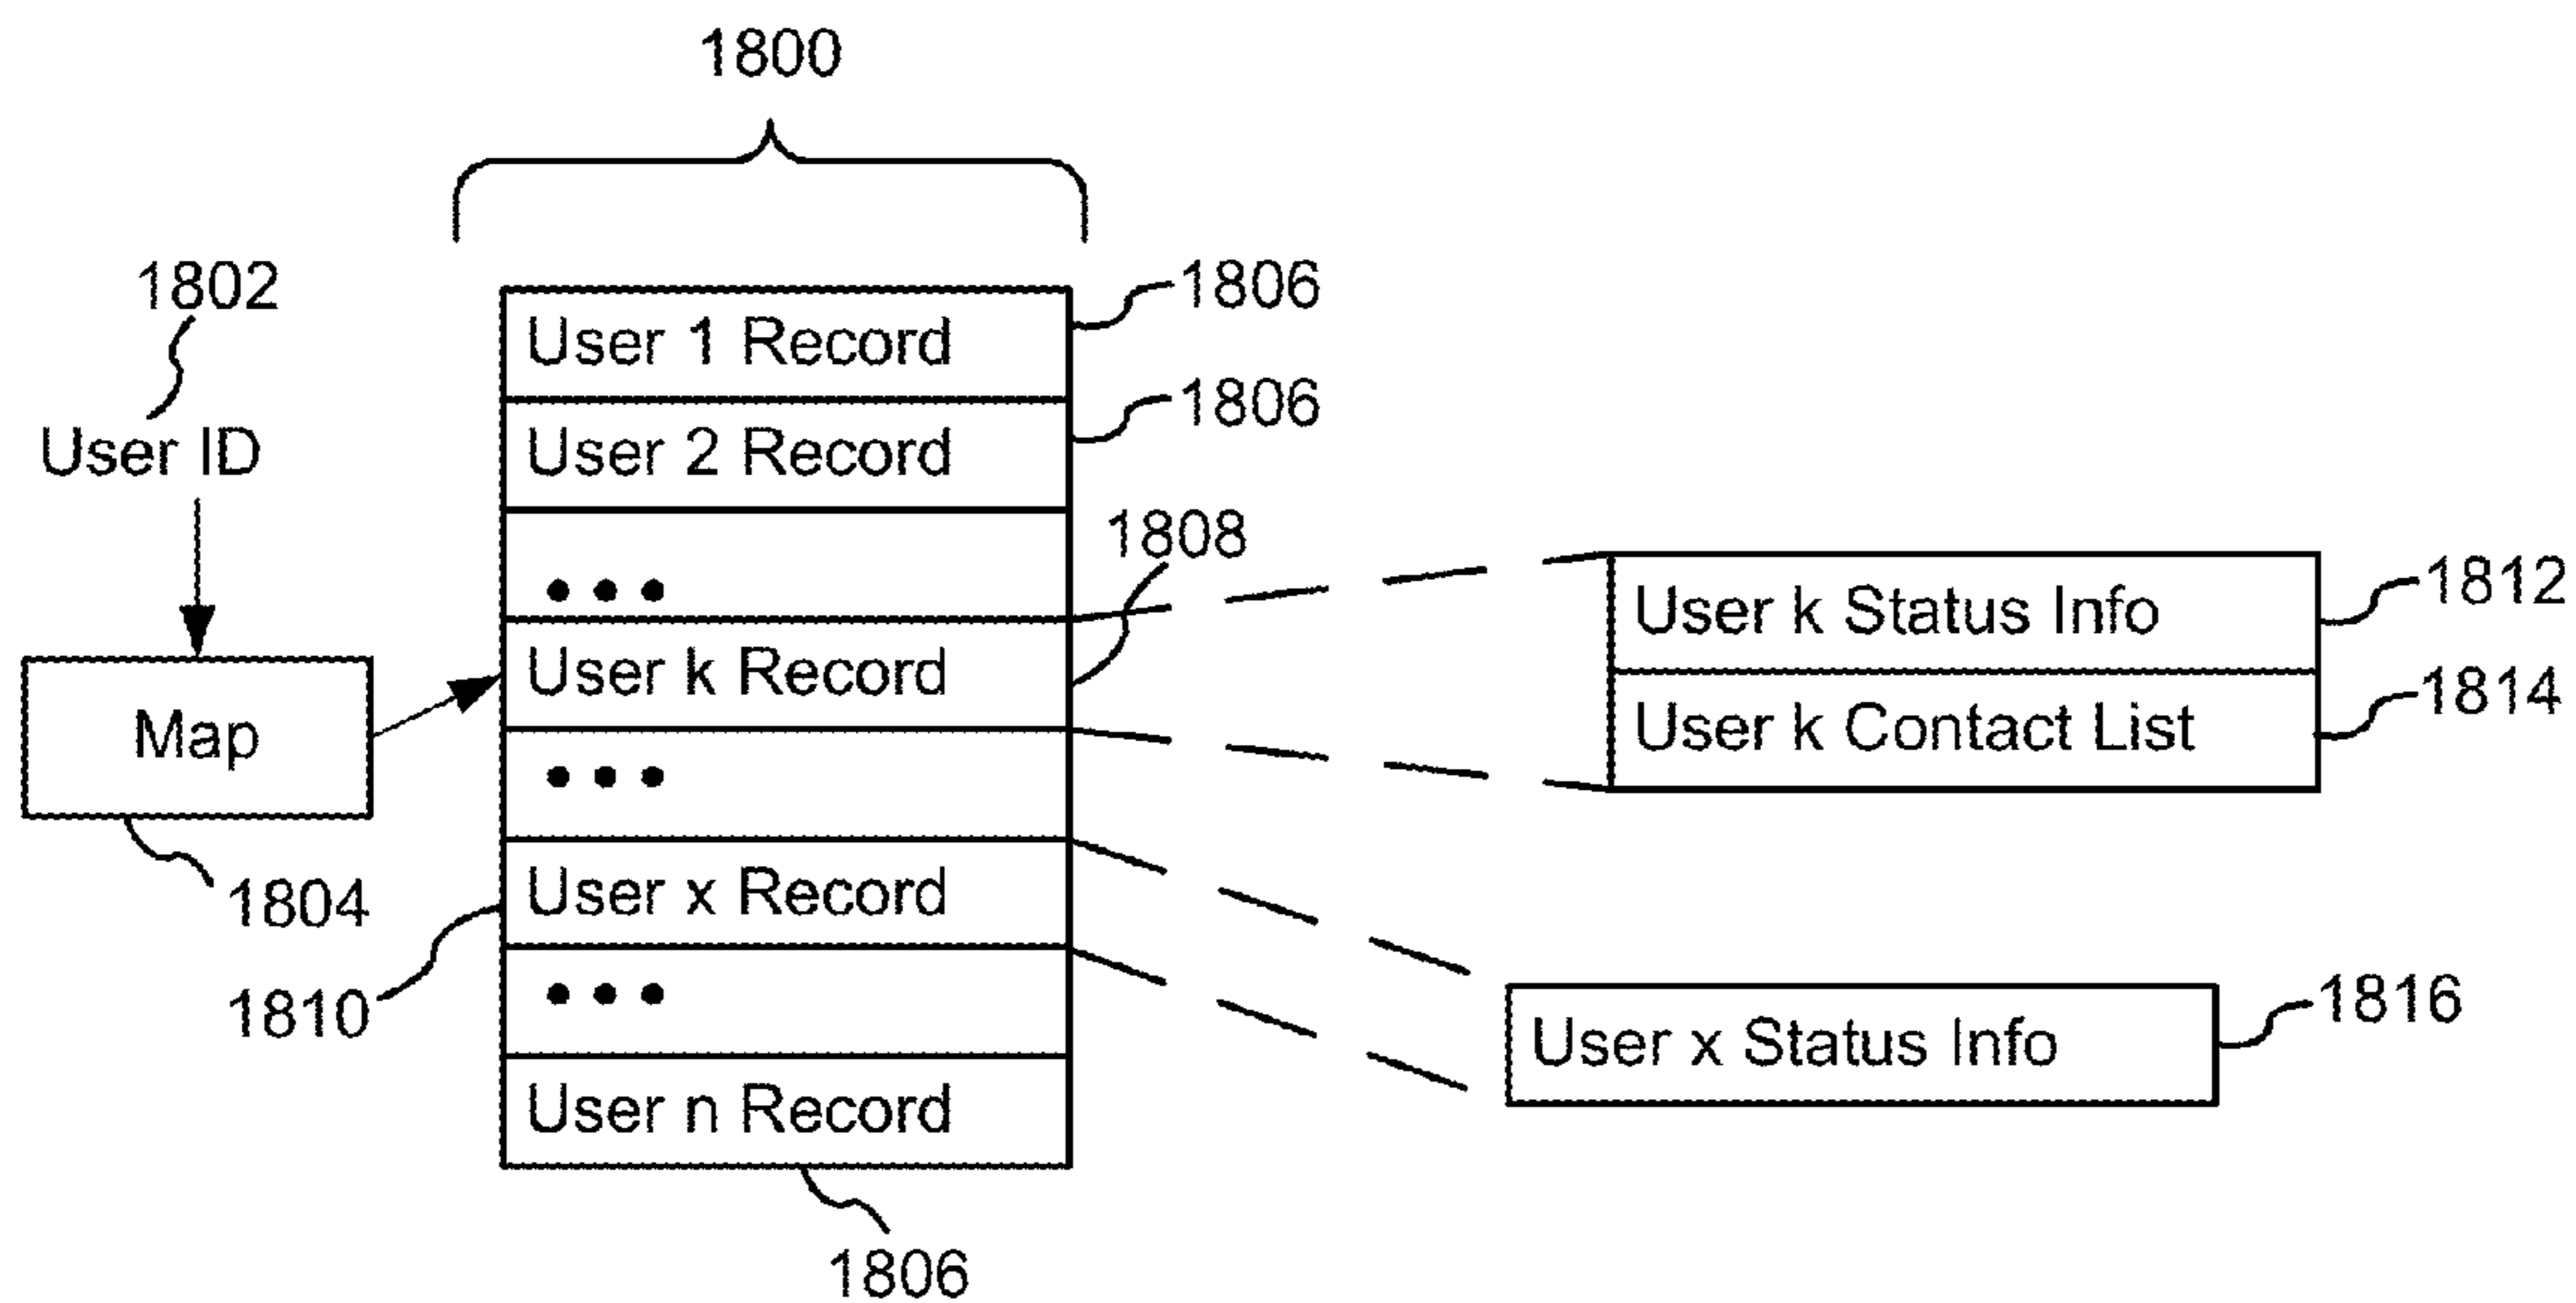 1800
1802
User ID
Map
1804
User 1 Record
1806
User 2 Record
1806
• • •
1808
User k Record
• • •
User x Record
1810
• • •
User n Record
1806
User k Status Info
1812
User k Contact List
1814
User x Status Info
1816